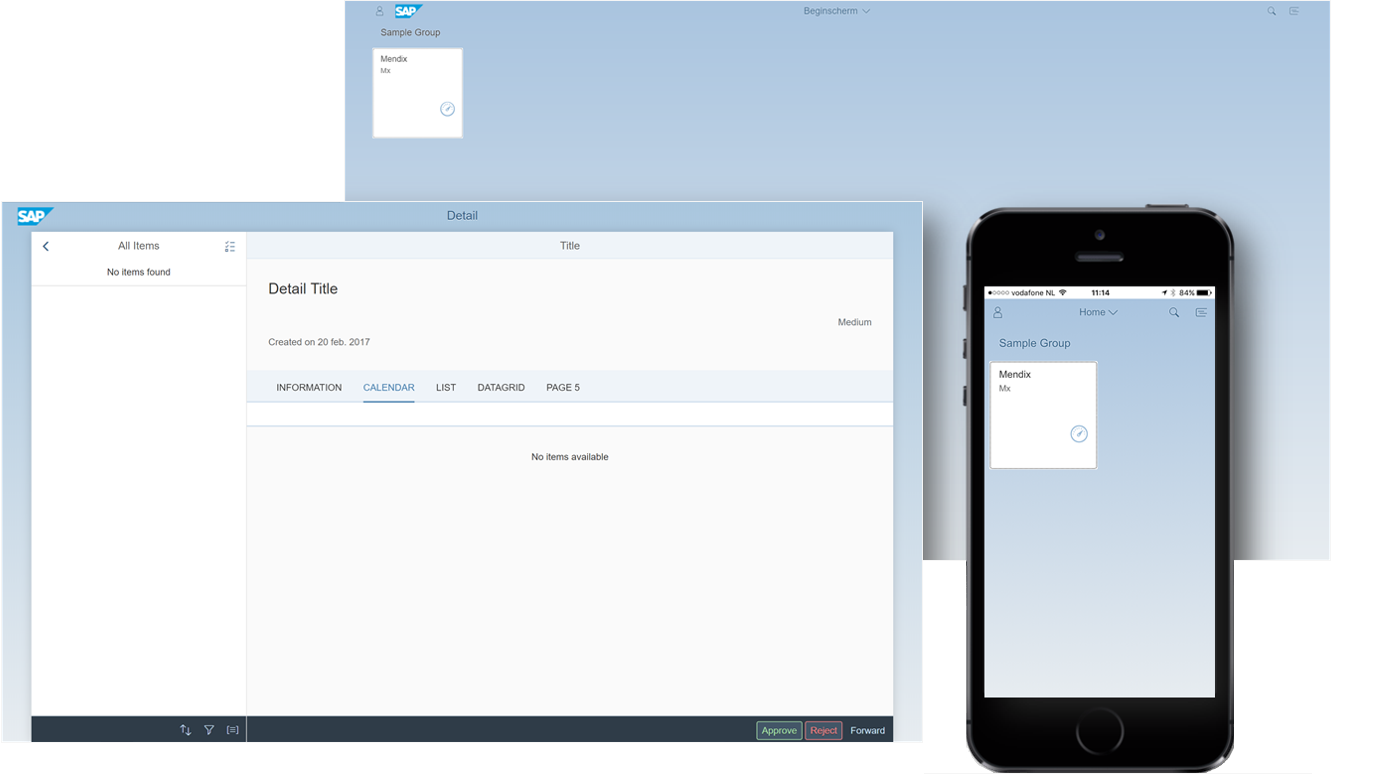 SAP
Beginscherm
Sample Group
Mendix
Mx
SAP
Detail
All Items
No items found
Title
Detail Title
Medium
Created on 20 feb. 2017
INFORMATION CALENDAR LIST DATAGRID PAGE 5
No items available
Approve Reject Forward
vodafone NL 11:14 84%
Home
Sample Group
Mendix
Mx